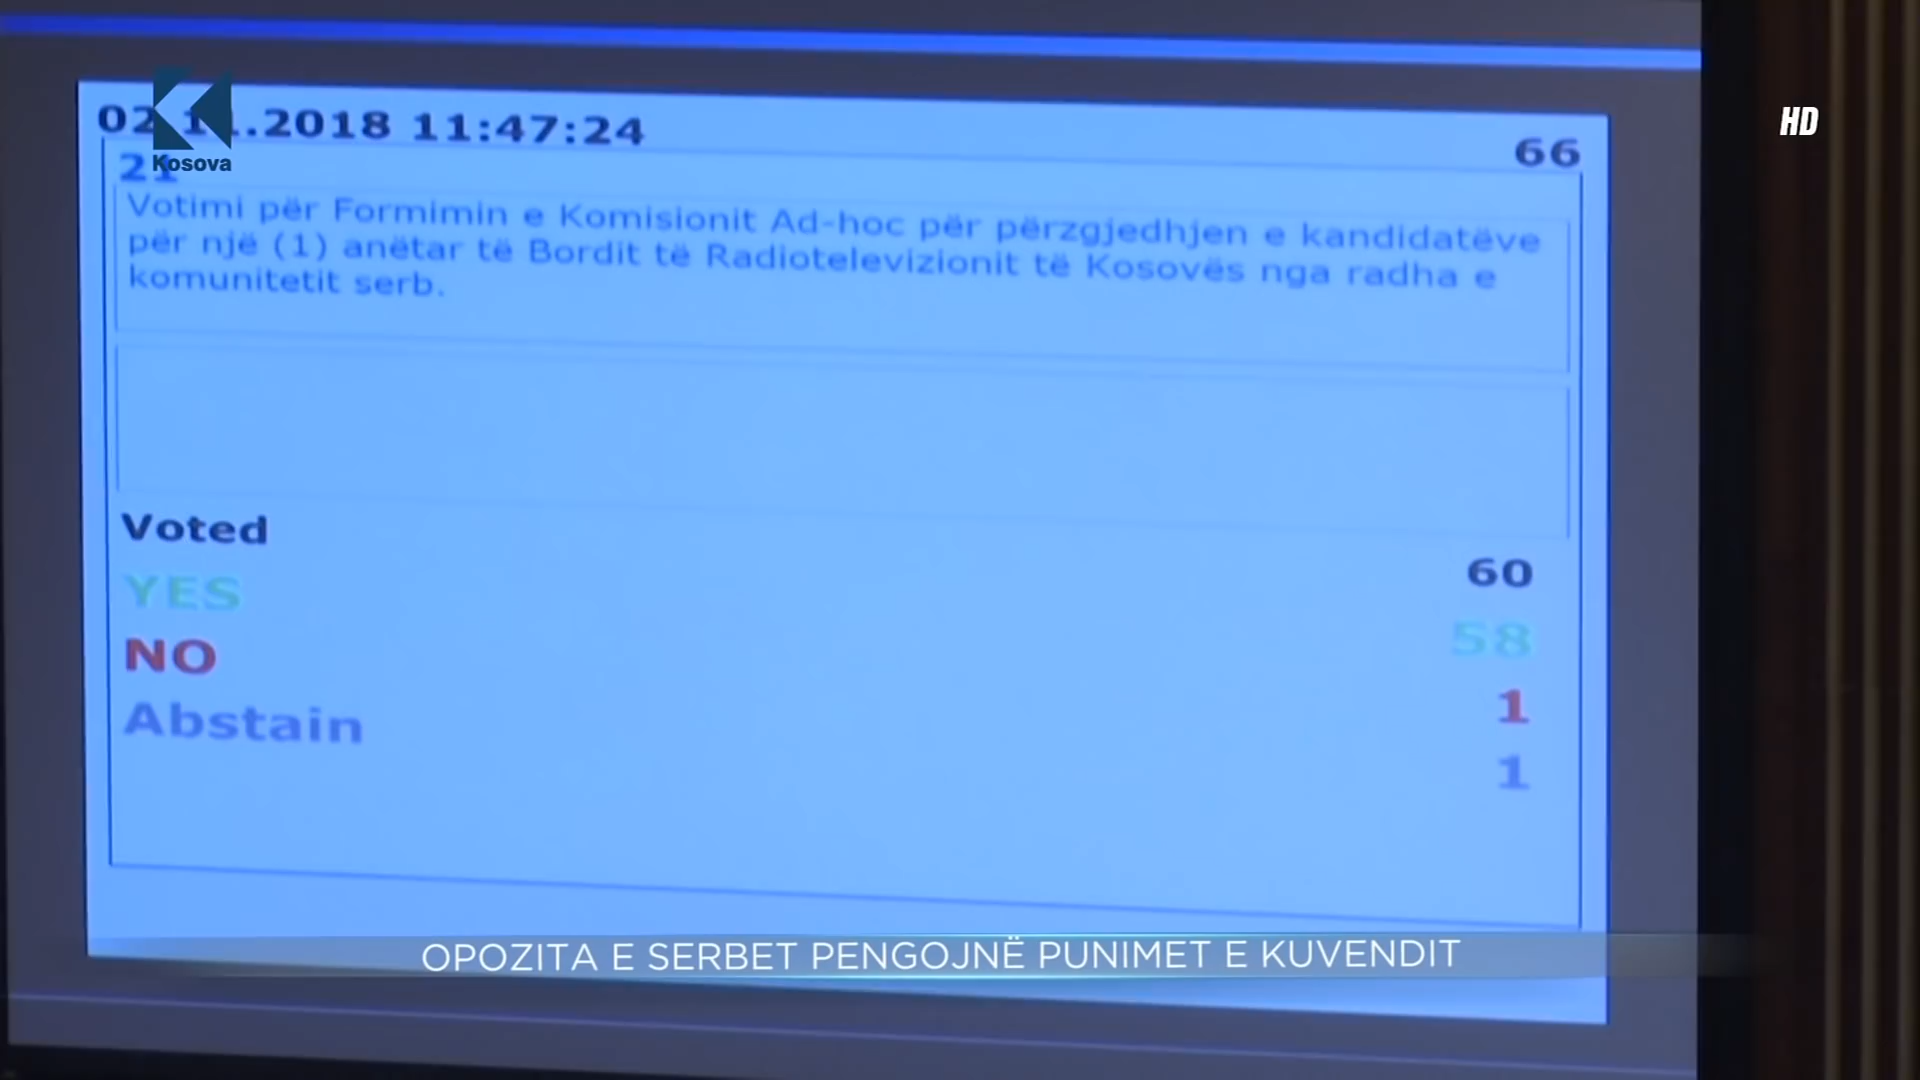 02.11.2018 11:47:24
66
21
Kosova
HD
Votimi për Formimin e Komisionit Ad-hoc për përzgjedhjen e kandidatëve
për një (1) anëtar të Bordit të Radiotelevizionit të Kosovës nga radha e
komunitetit serb.
Voted 60
YES 58
NO 1
Abstain 1
OPOZITA E SERBET PENGOJNË PUNIMET E KUVENDIT